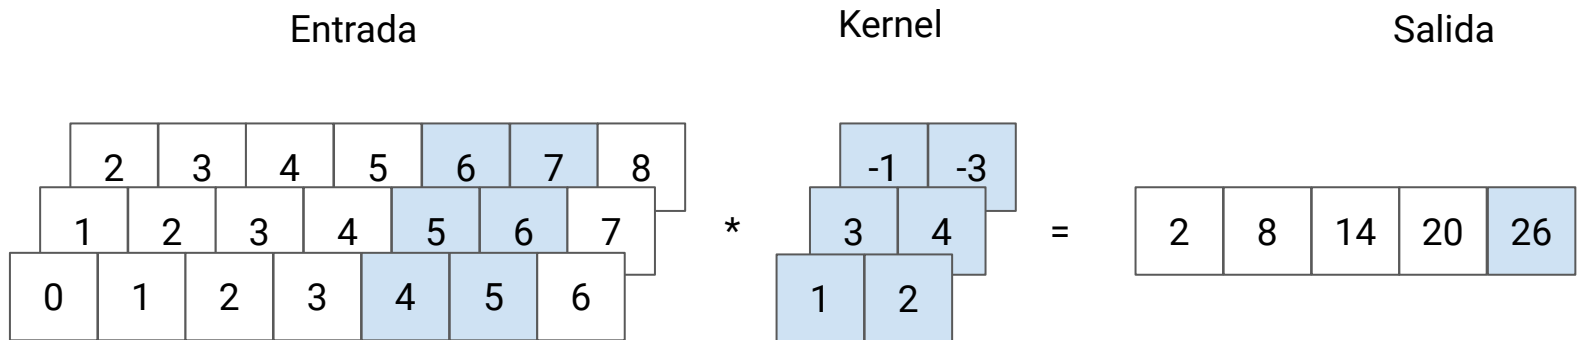 Entrada Kernel Salida
2 3 4 5 6 7 8 -1 -3
1 2 3 4 5 6 7 * 3 4 = 2 8 14 20 26
0 1 2 3 4 5 6 1 2